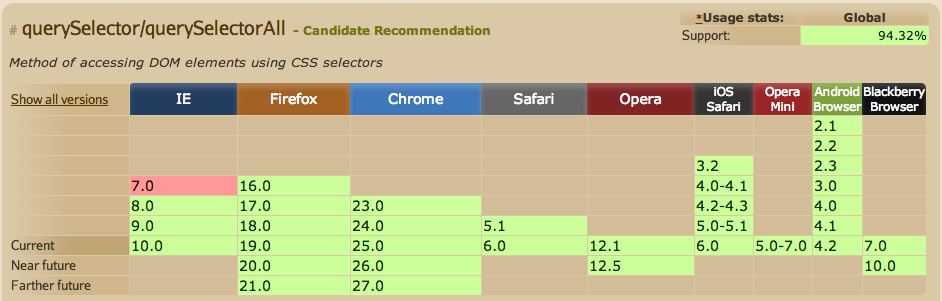 # querySelector/querySelectorAll - Candidate Recommendation
*Usage stats: Global
Support: 94.32%
Method of accessing DOM elements using CSS selectors
Show all versions IE Firefox Chrome Safari Opera iOS Safari Opera Mini Android Browser Blackberry Browser
2.1
2.2
3.2 2.3
7.0 16.0 4.0-4.1 3.0
8.0 17.0 23.0 4.2-4.3 4.0
9.0 18.0 24.0 5.1 5.0-5.1 4.1
Current 10.0 19.0 25.0 6.0 12.1 6.0 5.0-7.0 4.2 7.0
Near future 20.0 26.0 12.5 10.0
Farther future 21.0 27.0